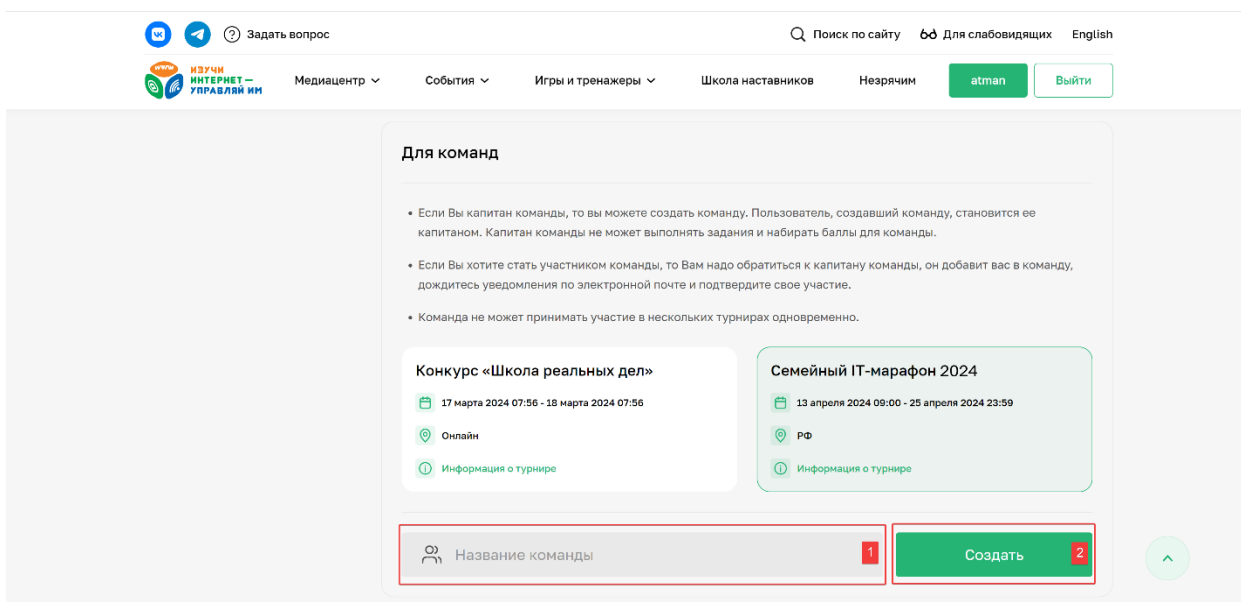 Задать вопрос
Поиск по сайту
Для слабовидящих
English
www
ИЗУЧИ
ИНТЕРНЕТ —
УПРАВЛЯЙ ИМ
Медиацентр
События
Игры и тренажеры
Школа наставников
Незрячим
atman
Выйти
Для команд
• Если Вы капитан команды, то вы можете создать команду. Пользователь, создавший команду, становится ее
капитаном. Капитан команды не может выполнять задания и набирать баллы для команды.
• Если Вы хотите стать участником команды, то Вам надо обратиться к капитану команды, он добавит вас в команду,
дождитесь уведомления по электронной почте и подтвердите свое участие.
• Команда не может принимать участие в нескольких турнирах одновременно.
Конкурс «Школа реальных дел»
17 марта 2024 07:56 - 18 марта 2024 07:56
Онлайн
Информация о турнире
Семейный IT-марафон 2024
13 апреля 2024 09:00 - 25 апреля 2024 23:59
РФ
Информация о турнире
Название команды
1
Создать
2